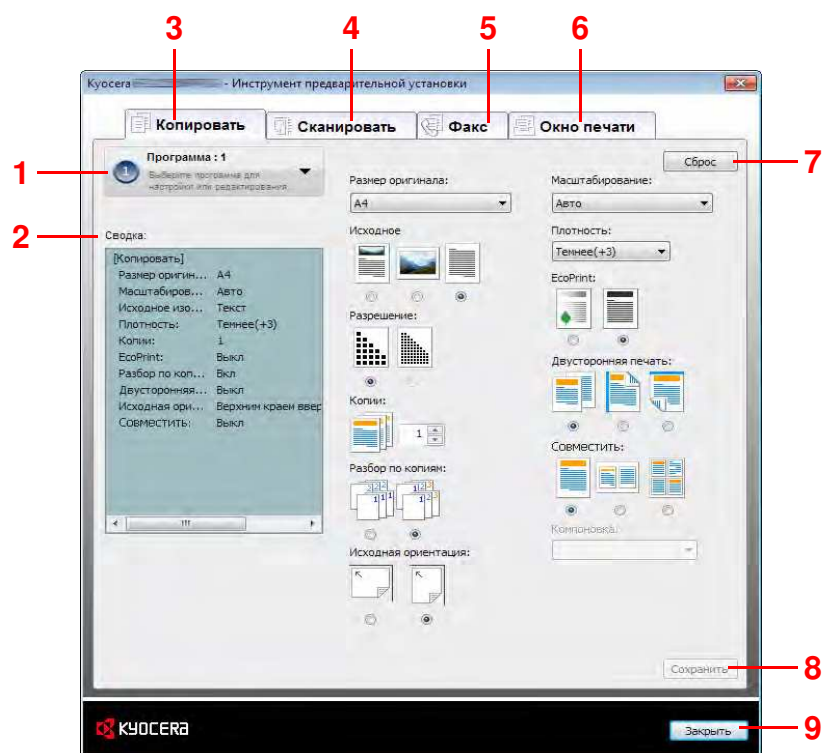 3 4 5 6
Kyocera - Инструмент предварительной установки
Копировать Сканировать Факс Окно печати
1
1
Программа : 1
Выберите программа для
настройки или редактирования
Сброс
7
2
Сводка:
[Копировать]
Размер оригин... A4
Масштабиров... Авто
Исходное изо... Текст
Плотность: Темнее(+3)
Копии: 1
EcoPrint: Выкл
Разбор по коп... Вкл
Двусторонняя... Выкл
Исходная ори... Верхним краем ввер
Совместить: Выкл
Размер оригинала:
A4
Исходное
Разрешение:
Копии:
1
Разбор по копиям:
Исходная ориентация:
Масштабирование:
Авто
Плотность:
Темнее(+3)
EcoPrint:
Двусторонняя печать:
Совместить:
Компоновка:
Сохранить
8
KYOCERA
Закрыть
9